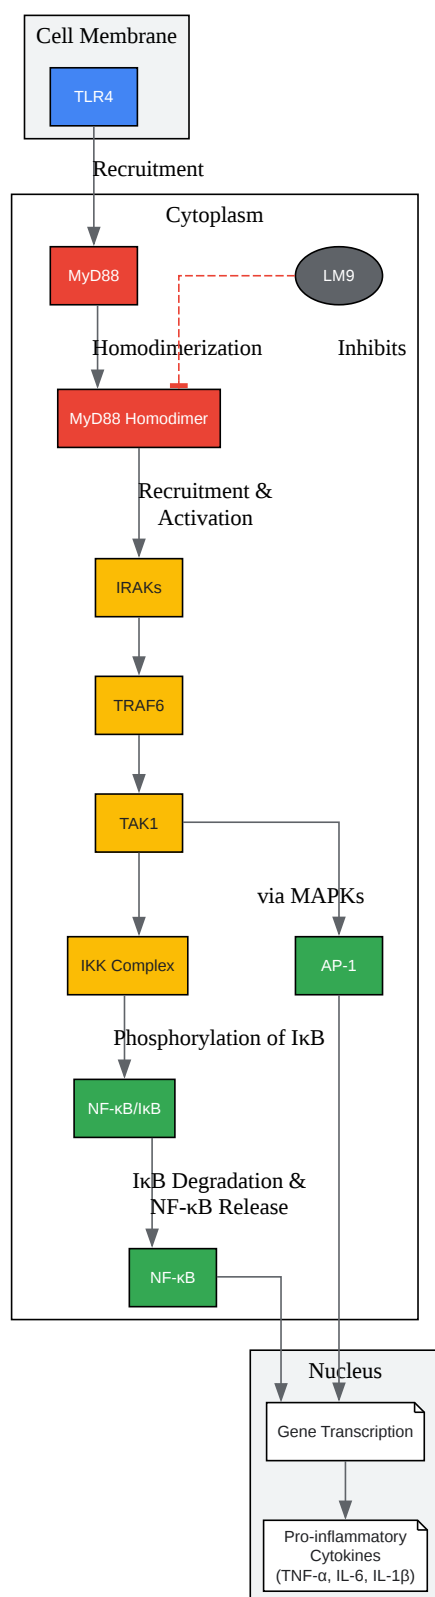 Cell Membrane
TLR4
Recruitment
Cytoplasm
MyD88
LM9
Homodimerization
Inhibits
MyD88 Homodimer
Recruitment &
Activation
IRAKs
TRAF6
TAK1
via MAPKs
IKK Complex
AP-1
Phosphorylation of IκB
NF-κB/IκB
IκB Degradation &
NF-κB Release
NF-κB
Nucleus
Gene Transcription
Pro-inflammatory
Cytokines
(TNF-α, IL-6, IL-1β)